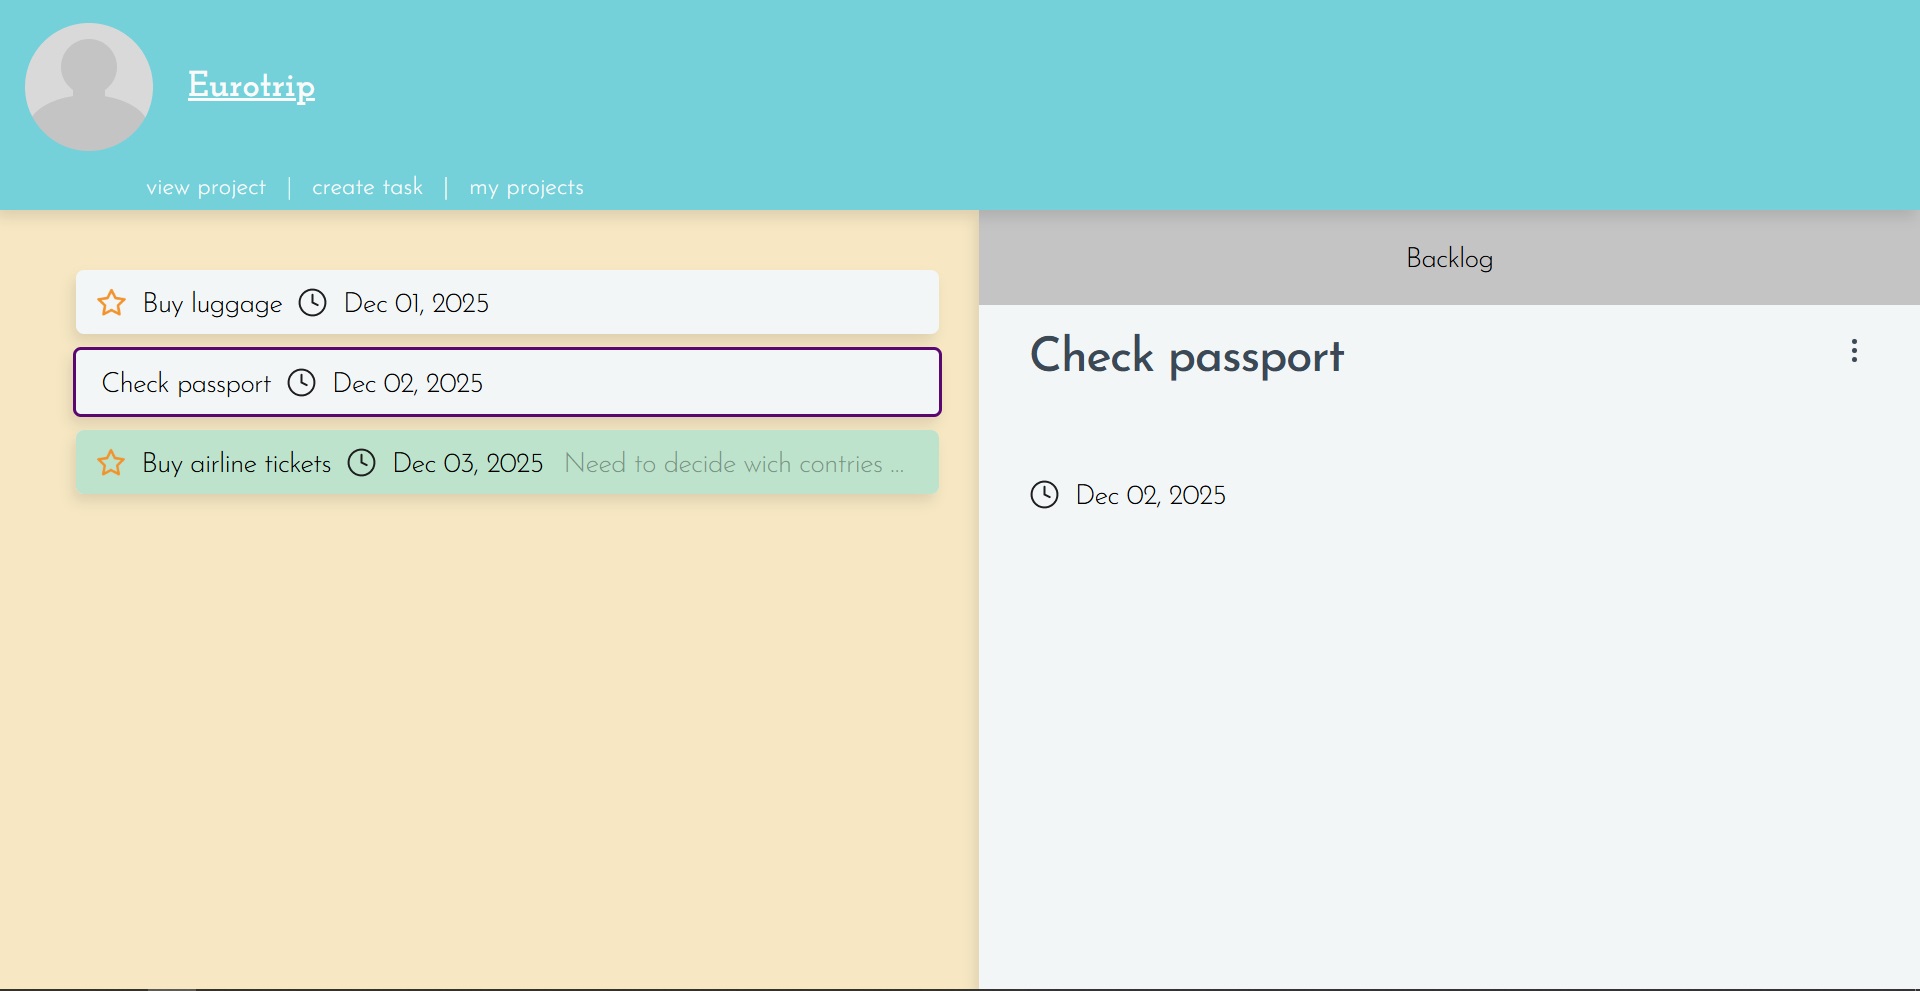 Eurotrip
view project | create task | my projects
Buy luggage Dec 01, 2025
Check passport Dec 02, 2025
Buy airline tickets Dec 03, 2025 Need to decide wich contries ...
Backlog
Check passport
Dec 02, 2025